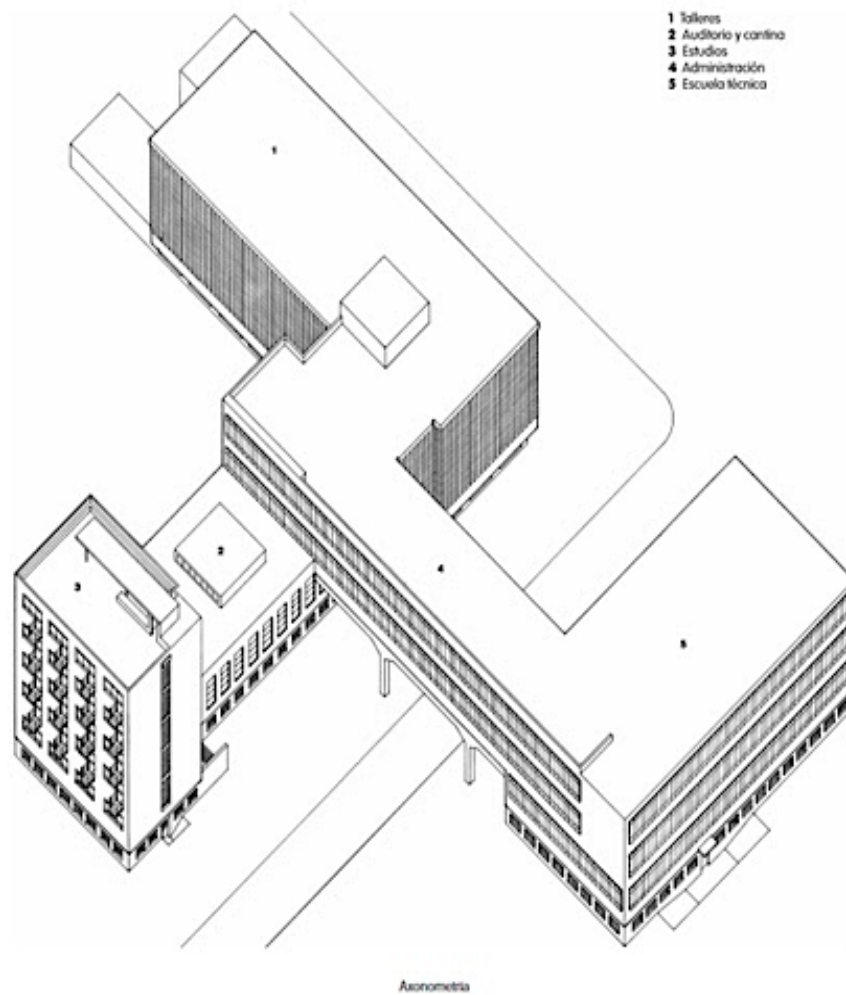 1 Talleres
2 Auditorio y cantina
3 Estudios
4 Administración
5 Escuela técnica
1
2
3
4
5
Axonometría